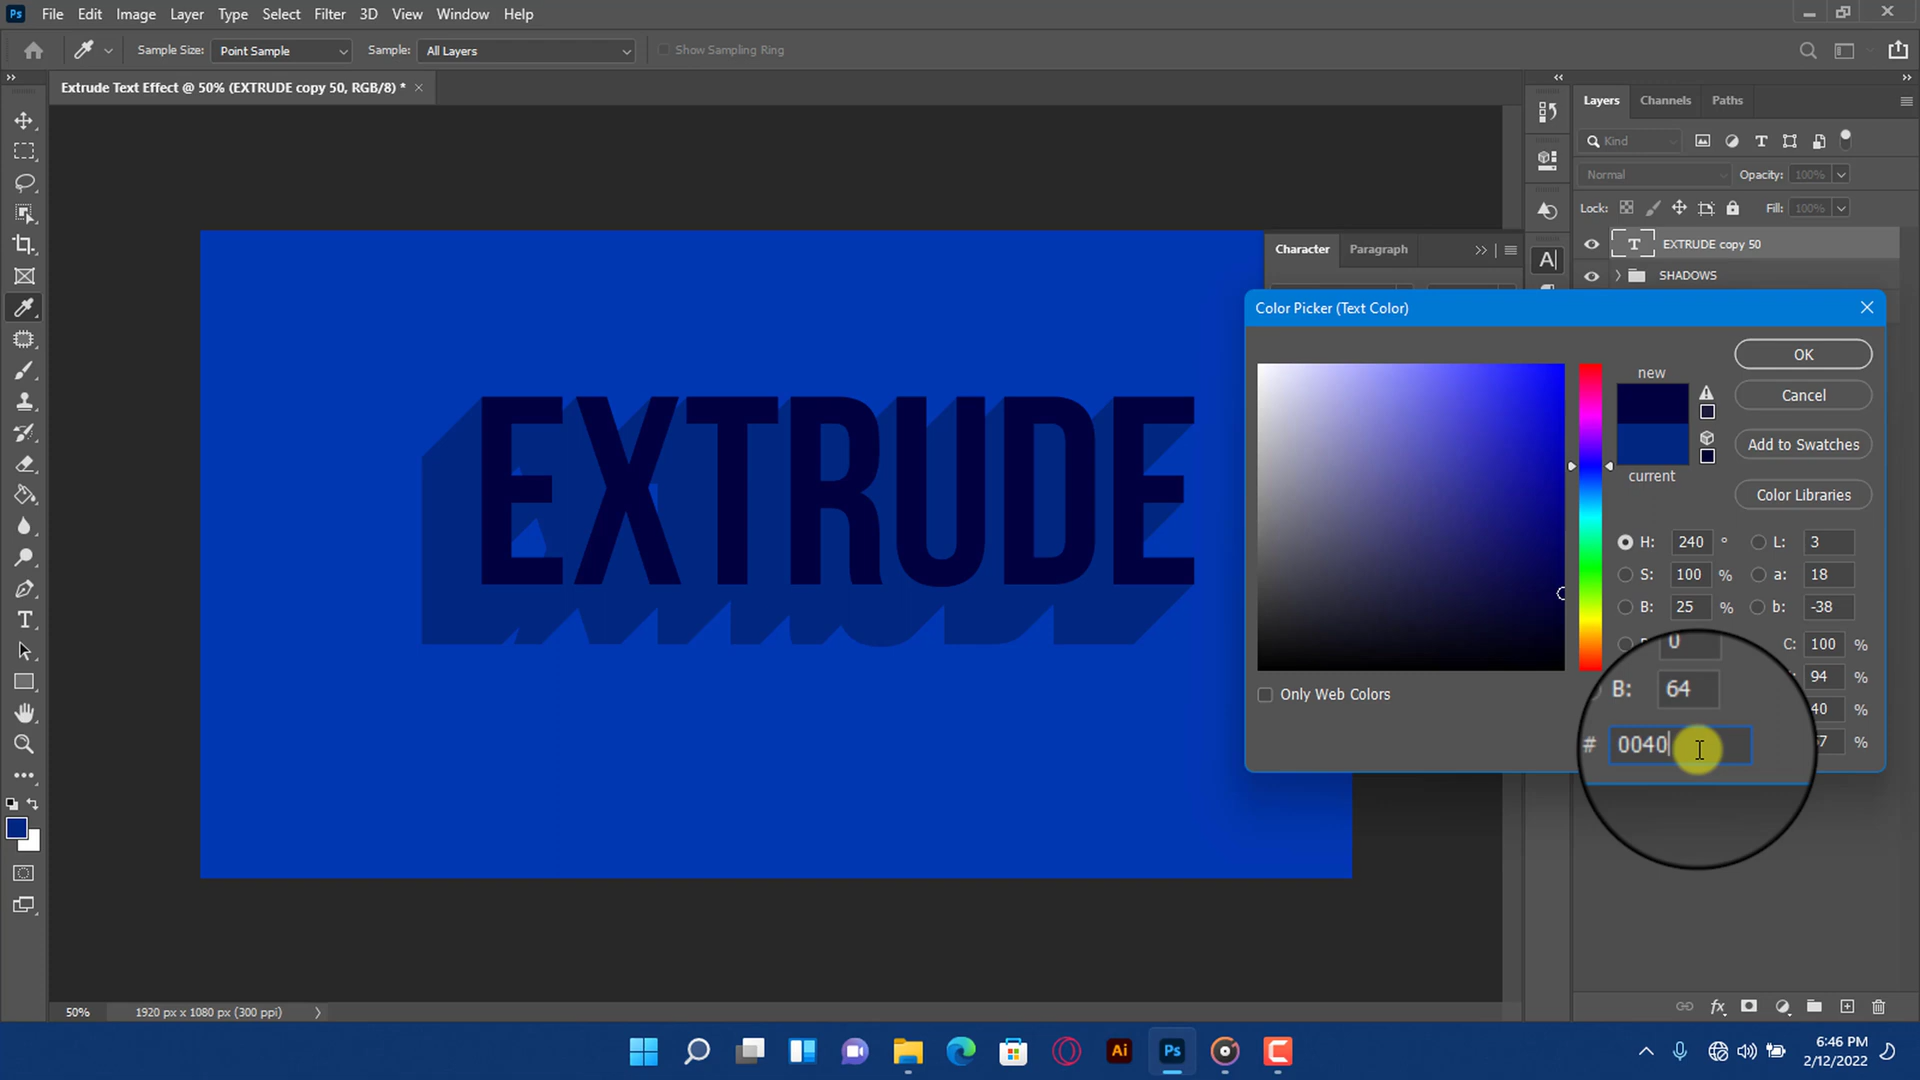 Ps File Edit Image Layer Type Select Filter 3D View Window Help
Sample Size: Point Sample Sample: All Layers Show Sampling Ring
Extrude Text Effect @ 50% (EXTRUDE copy 50, RGB/8) *
Layers Channels Paths
Kind
Normal Opacity: 100%
Lock: Fill: 100%
T EXTRUDE copy 50
SHADOWS
Character Paragraph
Color Picker (Text Color)
new
current
OK
Cancel
Add to Swatches
Color Libraries
H: 240 ° L: 3
S: 100 % a: 18
B: 25 % b: -38
0 C: 100 %
B: 64 94 %
40 %
# 0040 %
Only Web Colors
EXTRUDE
50% 1920 px x 1080 px (300 ppi)
Ai Ps
6:46 PM
2/12/2022